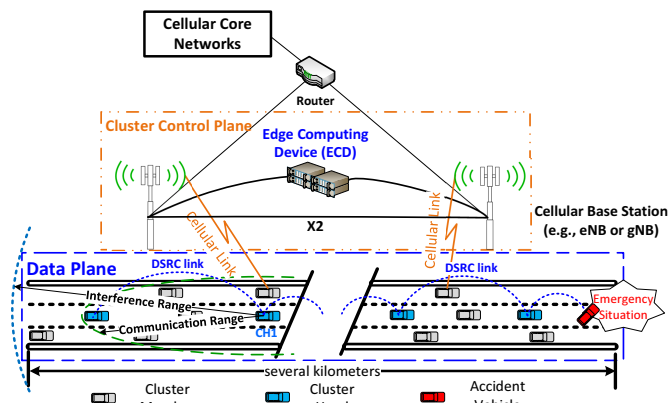 Cellular Core
Networks
Router
Cluster Control Plane
Edge Computing
Device (ECD)
X2
Cellular Link
Cellular Link
Cellular Base Station
(e.g., eNB or gNB)
Data Plane
DSRC link
DSRC link
Interference Range
Communication Range
CH1
Emergency
Situation
several kilometers
Cluster
Cluster
Accident